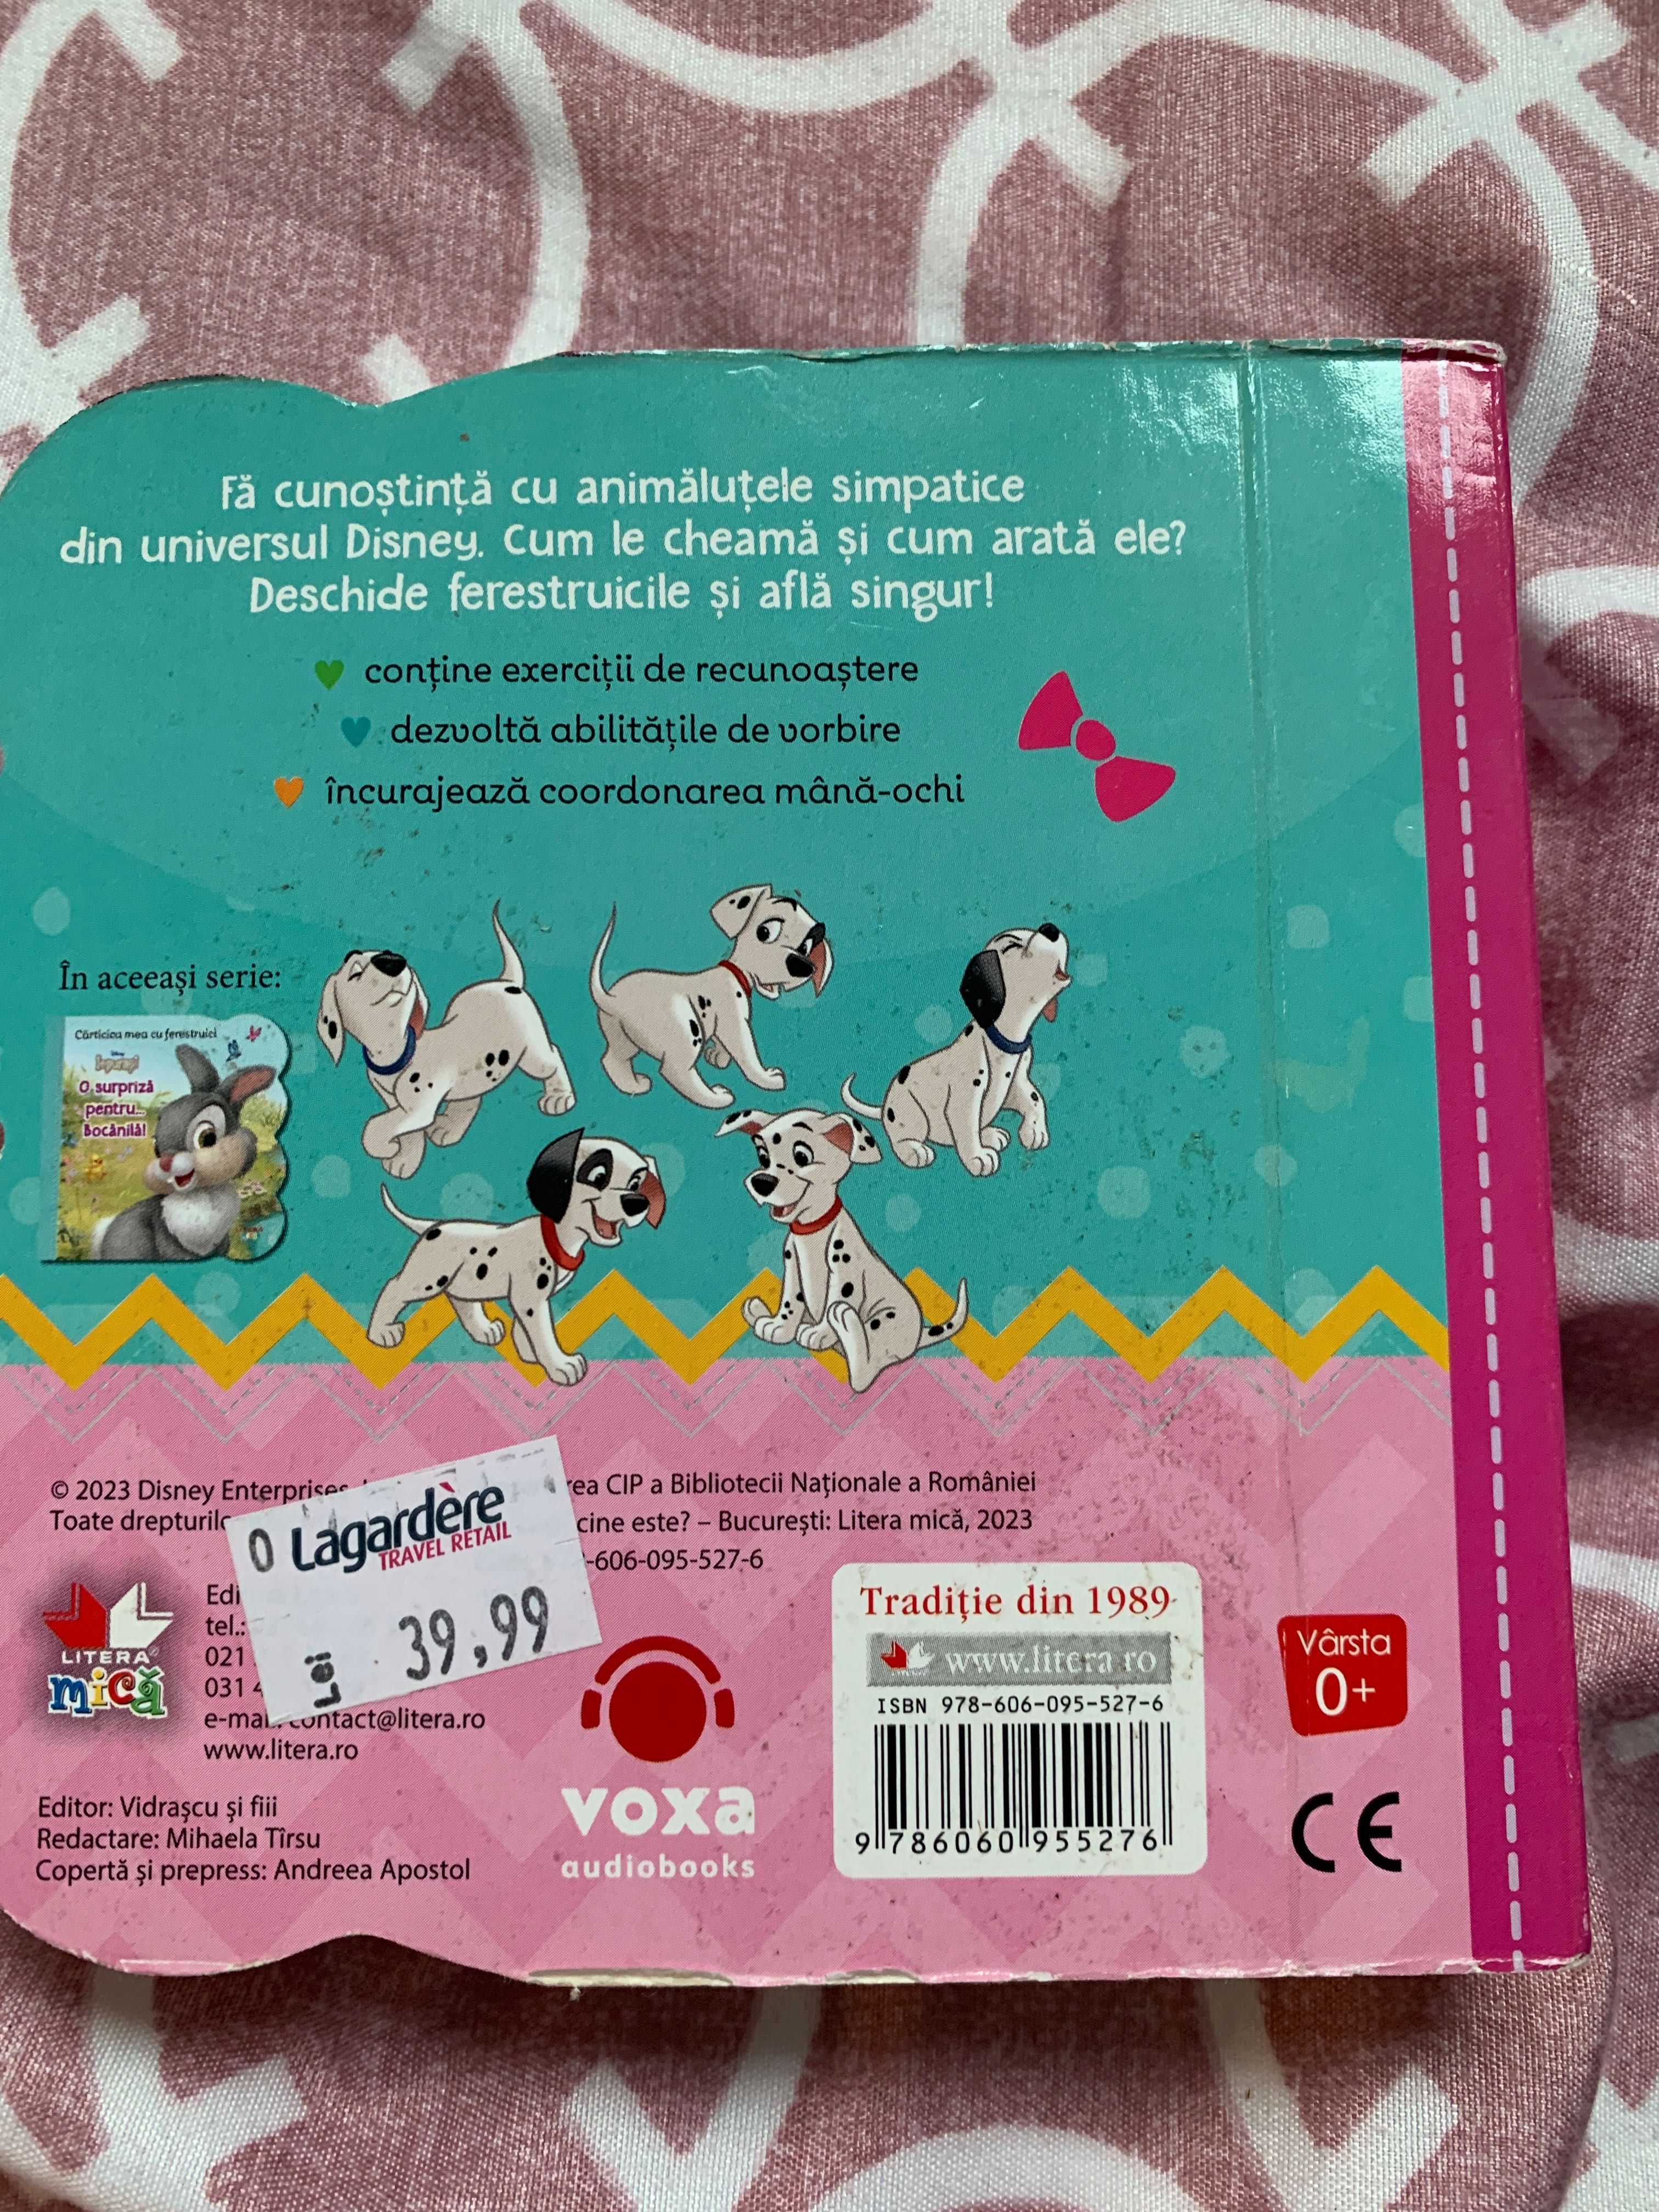 Fă cunoștință cu animăluțele simpatice
din universul Disney. Cum le cheamă și cum arată ele?
Deschide ferestruicile și află singur!
conține exerciții de recunoaștere
dezvoltă abilitățile de vorbire
încurajează coordonarea mână-ochi
În aceeași serie:
Cărticica mea cu ferestruici
Disney
O surpriză
pentru...
Bocănilă!
© 2023 Disney Enterprises
rea CIP a Bibliotecii Naționale a României
Toate drepturil
cine este? – București: Litera mică, 2023
-606-095-527-6
0 Lagardère
TRAVEL RETAIL
Lei 39,99
LITERA
mică
Edi
tel.:
021
031 4
contact@litera.ro
www.litera.ro
Editor: Vidrașcu și fiii
Redactare: Mihaela Tîrsu
Copertă și prepress: Andreea Apostol
voxa
audiobooks
Tradiție din 1989
www.litera.ro
ISBN 978-606-095-527-6
9 786060 955276
Vârsta
0+
CE